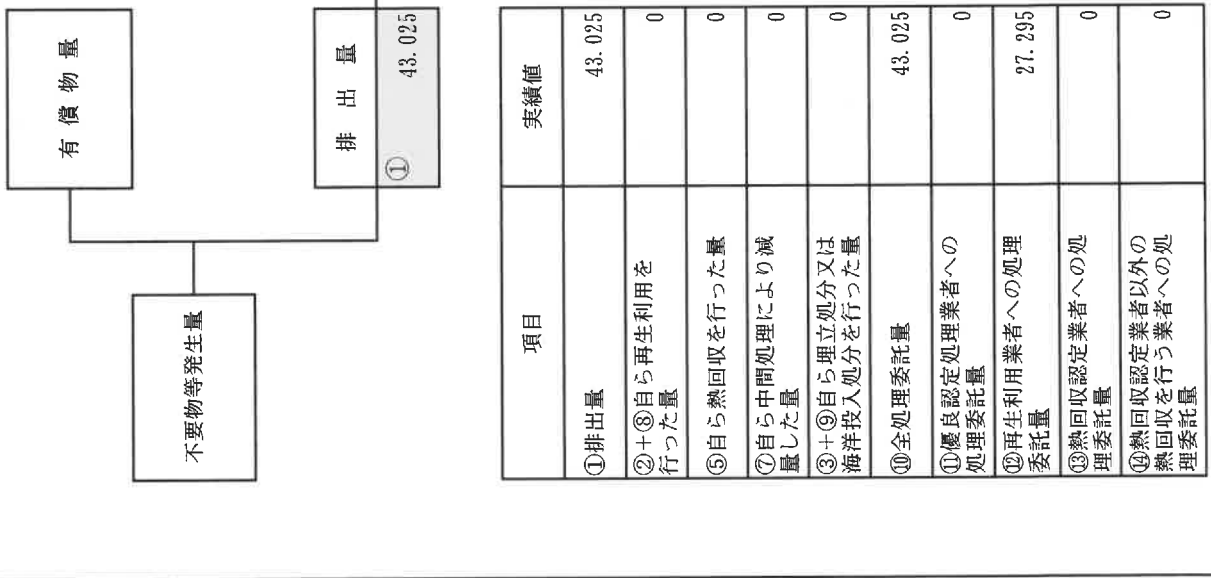 有償物量
不要物等発生量
排出量
① 43.025
項目 実績値
①排出量 43.025
②+⑧自ら再生利用を
行った量 0
⑤自ら熱回収を行った量 0
⑦自ら中間処理により減
量した量 0
③+⑨自ら埋立処分又は
海洋投入処分を行った量 0
⑩全処理委託量 43.025
⑪優良認定処理業者への
処理委託量 0
⑫再生利用業者への処理
委託量 27.295
⑬熱回収認定業者への処
理委託量 0
⑭熱回収認定業者以外の
熱回収を行う業者への処
理委託量 0